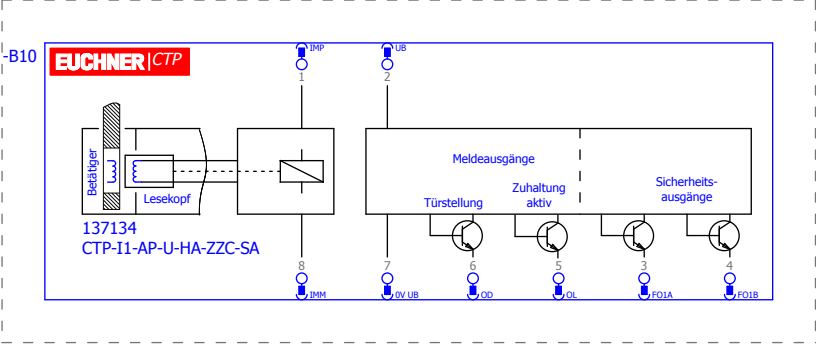 -B10
EUCHNER CTP
IMP
UB
1
2
Betätiger
Lesekopf
Meldeausgänge
Türstellung
Zuhaltung
aktiv
Sicherheits-
ausgänge
137134
CTP-I1-AP-U-HA-ZZC-SA
8
7
6
5
3
4
IMM
0V UB
OD
OL
FO1A
FO1B